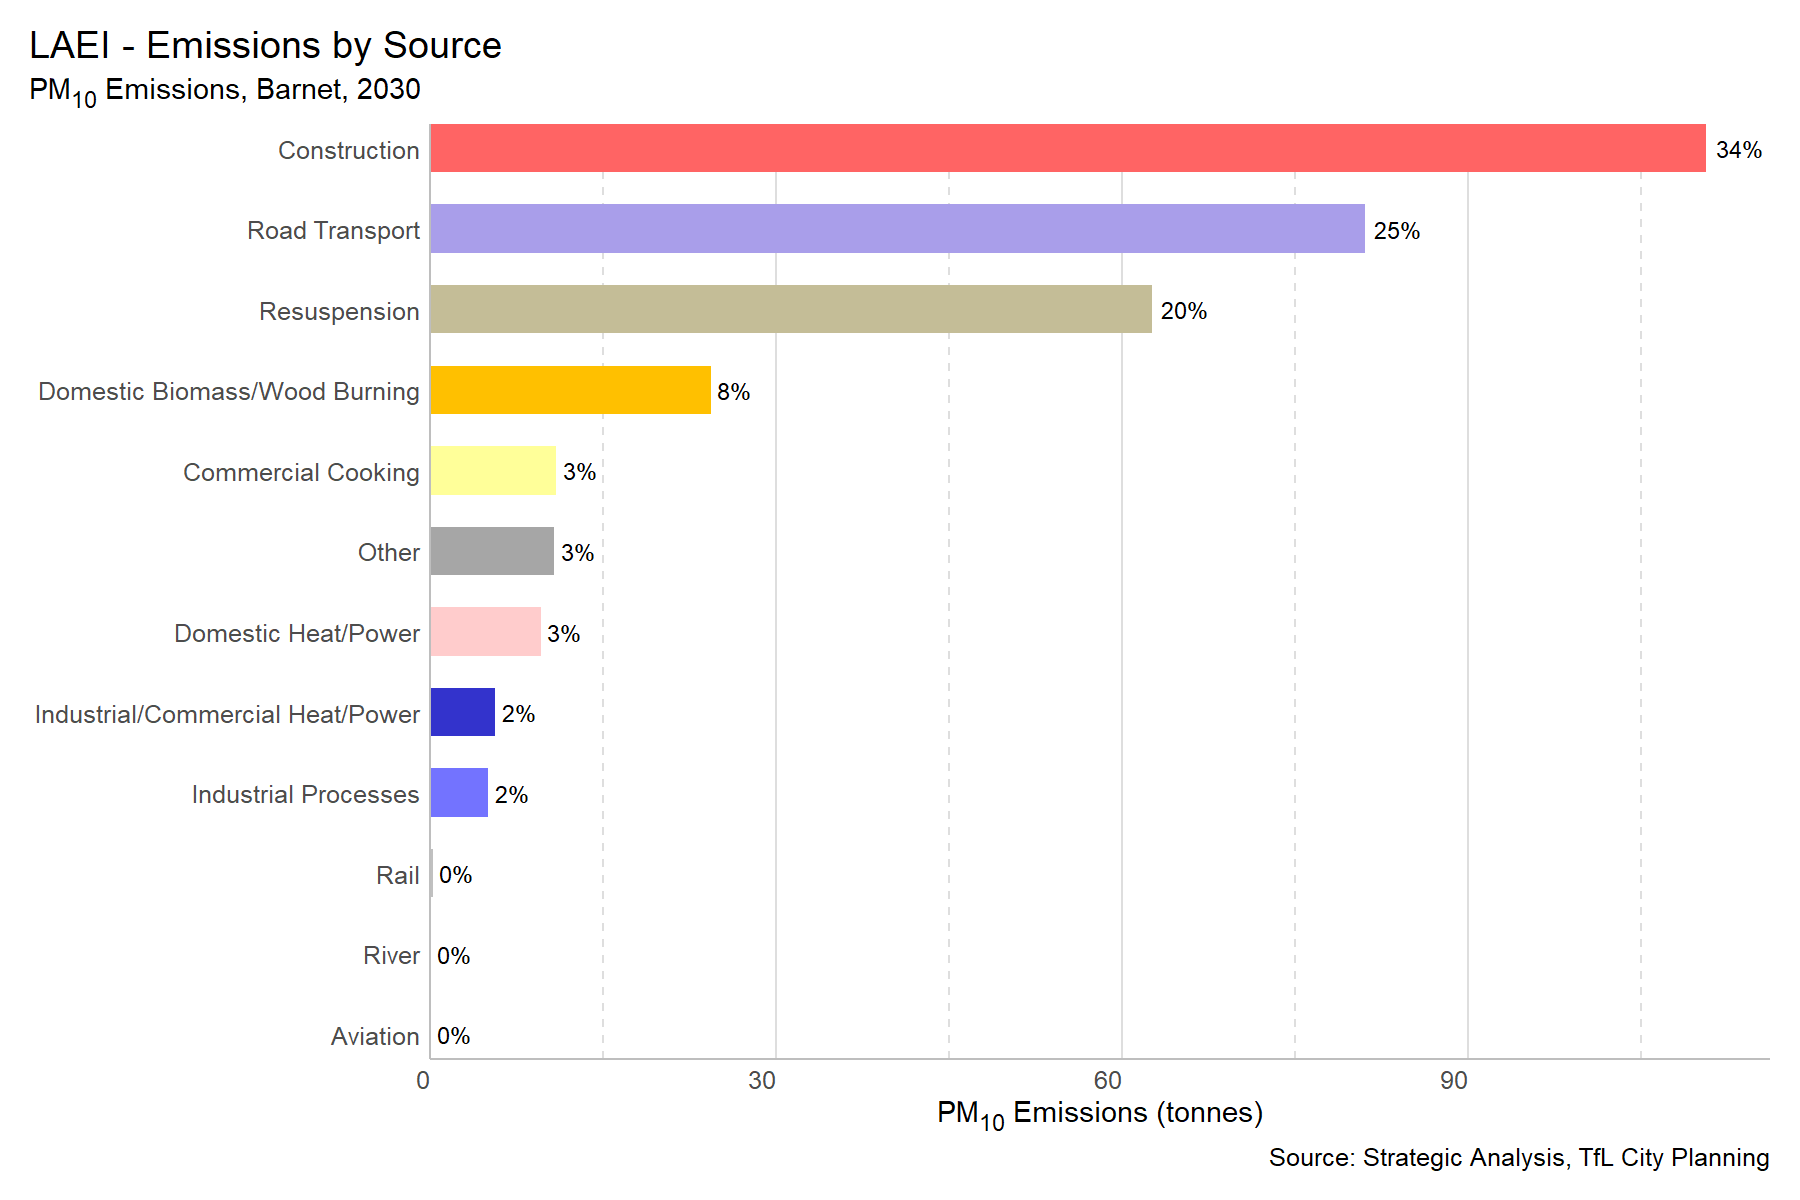 LAEI - Emissions by Source
PM10 Emissions, Barnet, 2030
Construction 34%
Road Transport 25%
Resuspension 20%
Domestic Biomass/Wood Burning 8%
Commercial Cooking 3%
Other 3%
Domestic Heat/Power 3%
Industrial/Commercial Heat/Power 2%
Industrial Processes 2%
Rail 0%
River 0%
Aviation 0%
0 30 60 90
PM10 Emissions (tonnes)
Source: Strategic Analysis, TfL City Planning